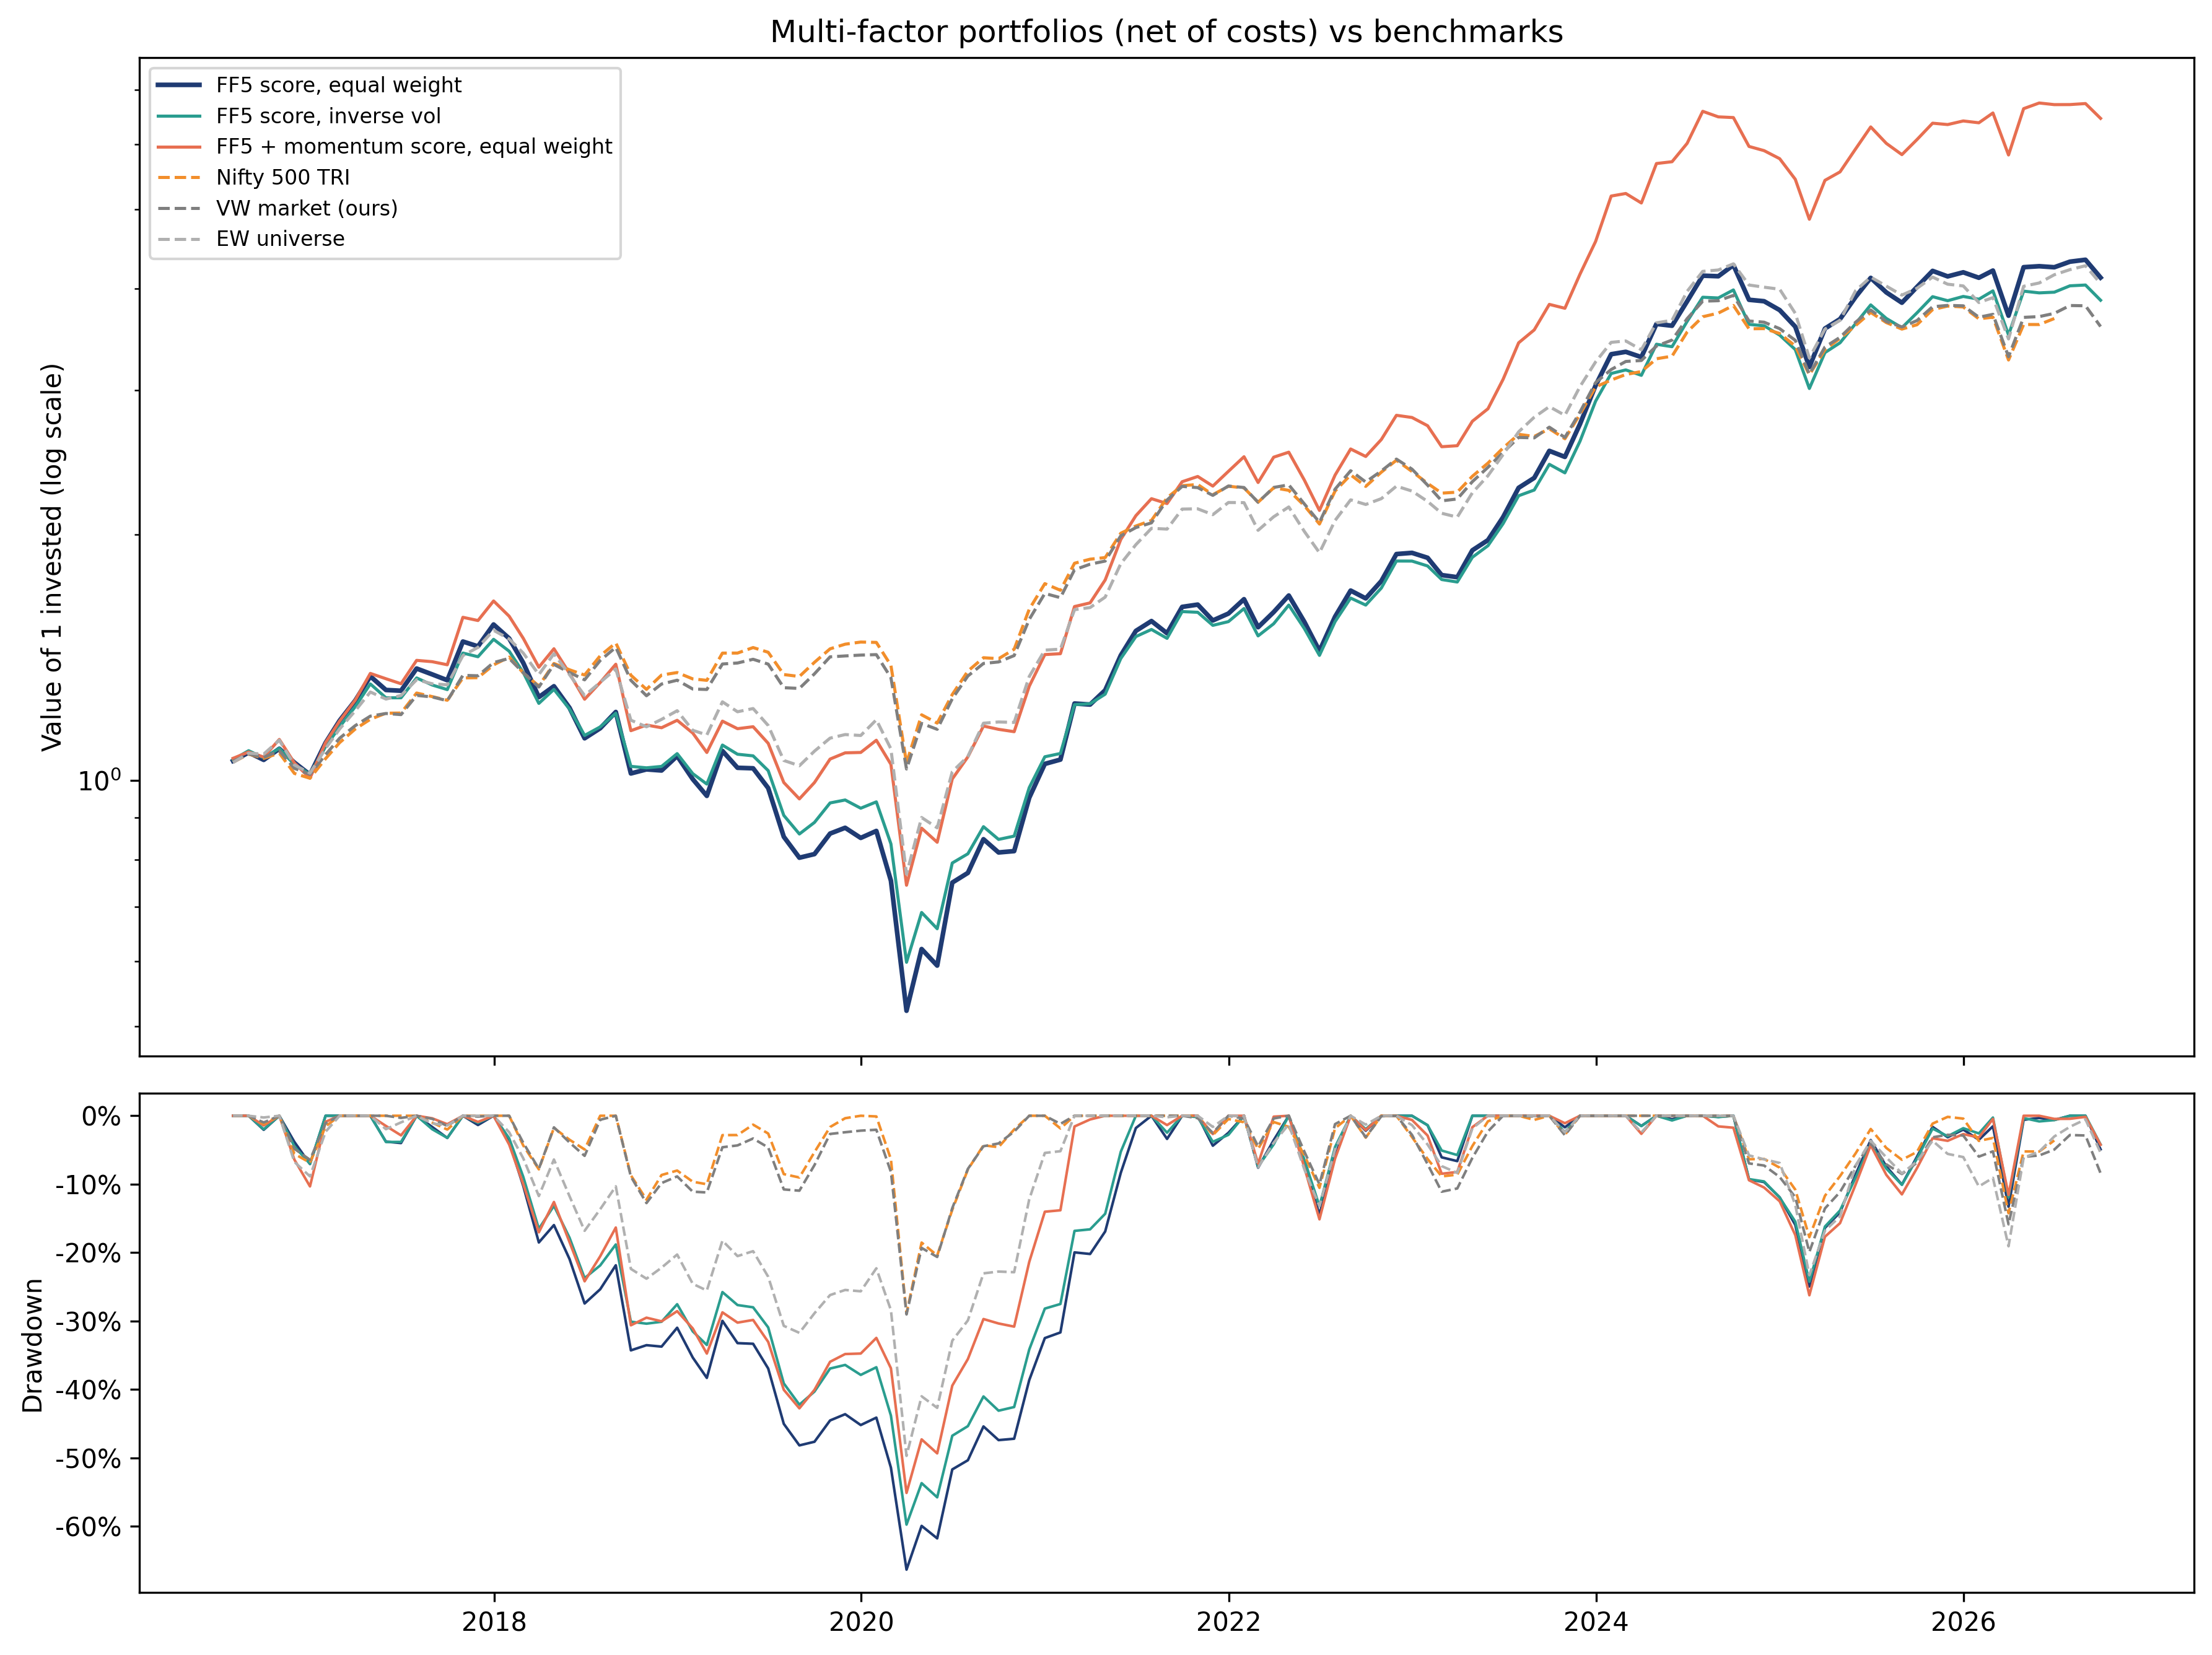 Multi-factor portfolios (net of costs) vs benchmarks
FF5 score, equal weight
FF5 score, inverse vol
FF5 + momentum score, equal weight
Nifty 500 TRI
VW market (ours)
EW universe
Value of 1 invested (log scale)
10⁰
Drawdown
0%
-10%
-20%
-30%
-40%
-50%
-60%
2018
2020
2022
2024
2026